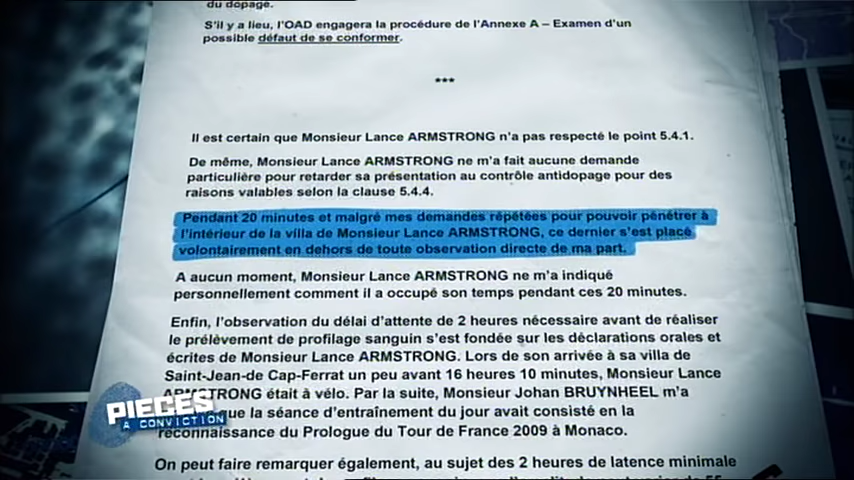 du dopage.
S'il y a lieu, l'OAD engagera la procédure de l'Annexe A – Examen d'un
possible défaut de se conformer.
***
Il est certain que Monsieur Lance ARMSTRONG n'a pas respecté le point 5.4.1.
De même, Monsieur Lance ARMSTRONG ne m'a fait aucune demande
particulière pour retarder sa présentation au contrôle antidopage pour des
raisons valables selon la clause 5.4.4.
Pendant 20 minutes et malgré mes demandes répétées pour pouvoir pénétrer à
l'intérieur de la villa de Monsieur Lance ARMSTRONG, ce dernier s'est placé
volontairement en dehors de toute observation directe de ma part.
A aucun moment, Monsieur Lance ARMSTRONG ne m'a indiqué
personnellement comment il a occupé son temps pendant ces 20 minutes.
Enfin, l'observation du délai d'attente de 2 heures nécessaire avant de réaliser
le prélèvement de profilage sanguin s'est fondée sur les déclarations orales et
écrites de Monsieur Lance ARMSTRONG. Lors de son arrivée à sa villa de
Saint-Jean-de Cap-Ferrat un peu avant 16 heures 10 minutes, Monsieur Lance
ARMSTRONG était à vélo. Par la suite, Monsieur Johan BRUYNHEEL m'a
que la séance d'entraînement du jour avait consisté en la
reconnaissance du Prologue du Tour de France 2009 à Monaco.
On peut faire remarquer également, au sujet des 2 heures de latence minimale
PIECES
A CONVICTION